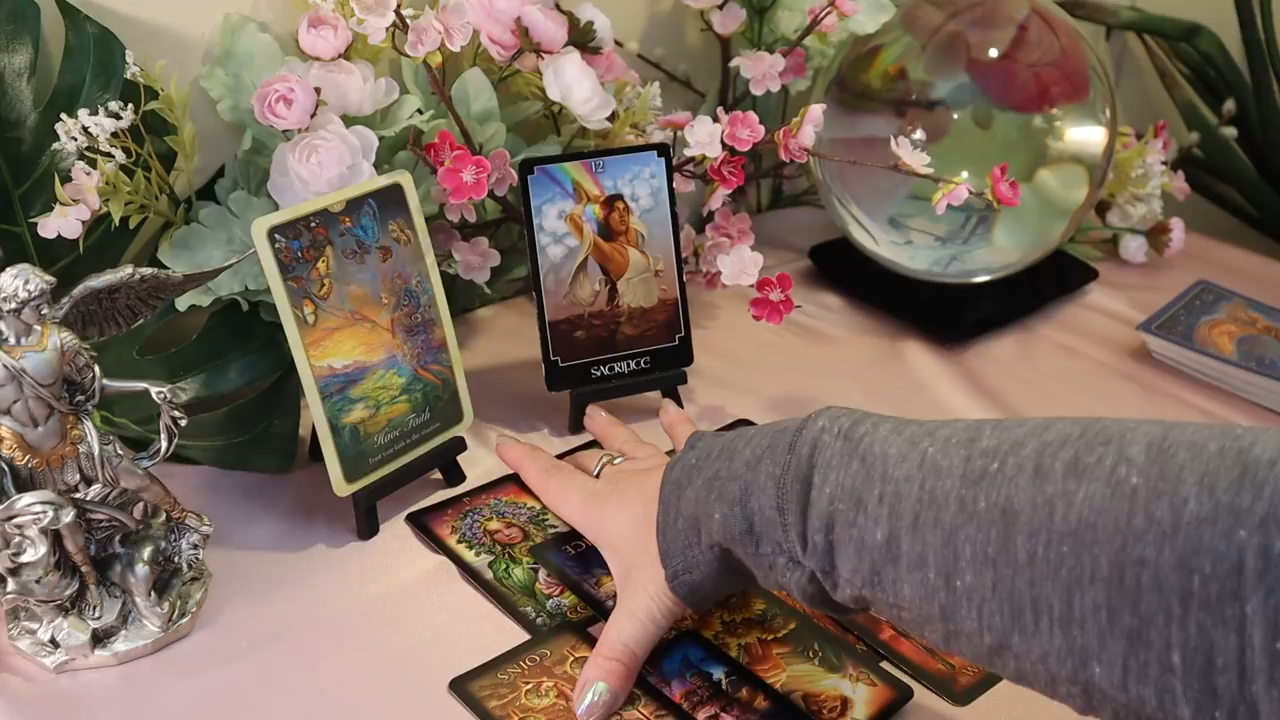 12
SACRIFICE
Have Faith
Trust your faith in this situation.
COINS